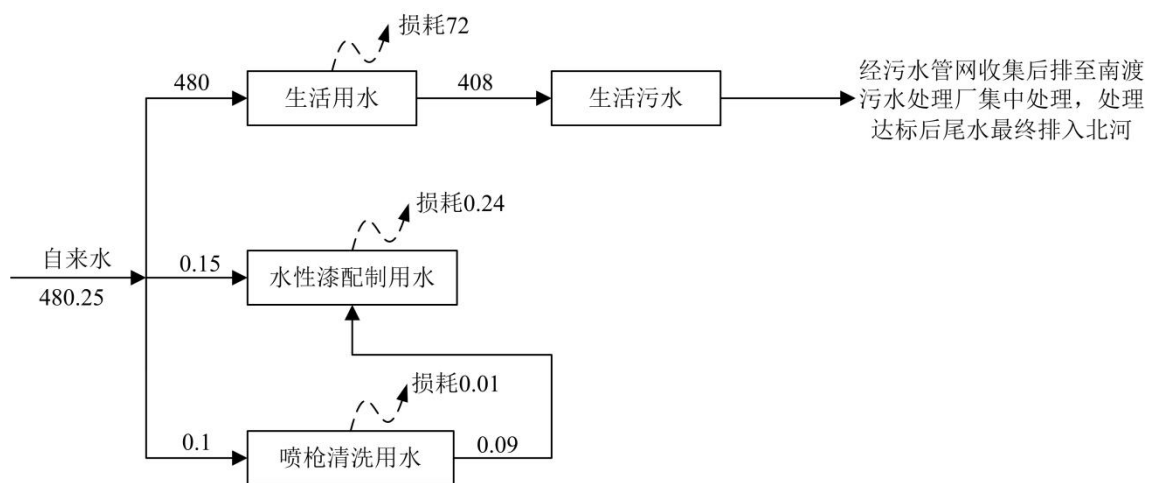 损耗72
480
生活用水
408
生活污水
经污水管网收集后排至南渡
污水处理厂集中处理，处理
达标后尾水最终排入北河
损耗0.24
自来水
480.25
0.15
水性漆配制用水
损耗0.01
0.1
喷枪清洗用水
0.09